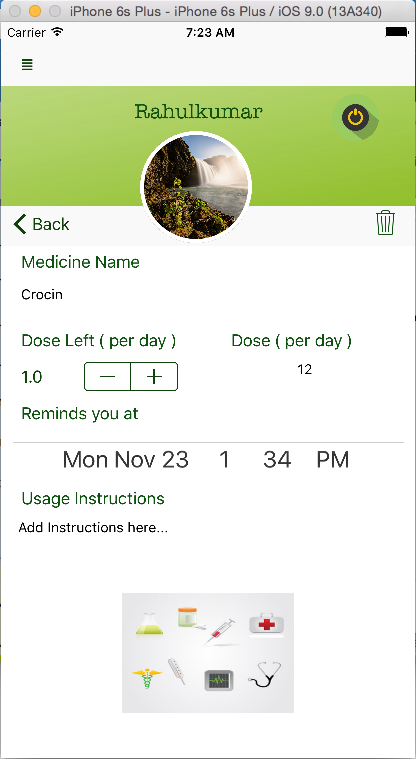 iPhone 6s Plus - iPhone 6s Plus / iOS 9.0 (13A340)
Carrier 7:23 AM
Rahulkumar
Back
Medicine Name
Crocin
Dose Left ( per day ) Dose ( per day )
1.0 12
Reminds you at
Mon Nov 23 1 34 PM
Usage Instructions
Add Instructions here...